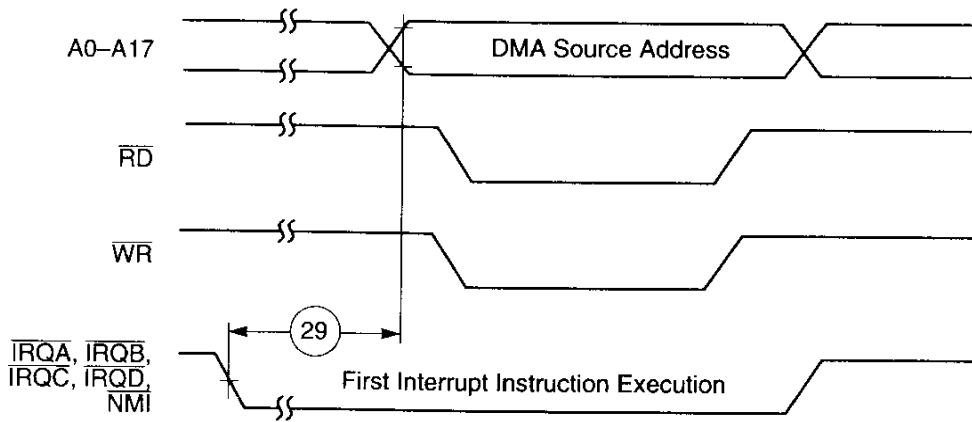 A0–A17
DMA Source Address
RD
WR
29
IRQA, IRQB,
IRQC, IRQD,
NMI
First Interrupt Instruction Execution